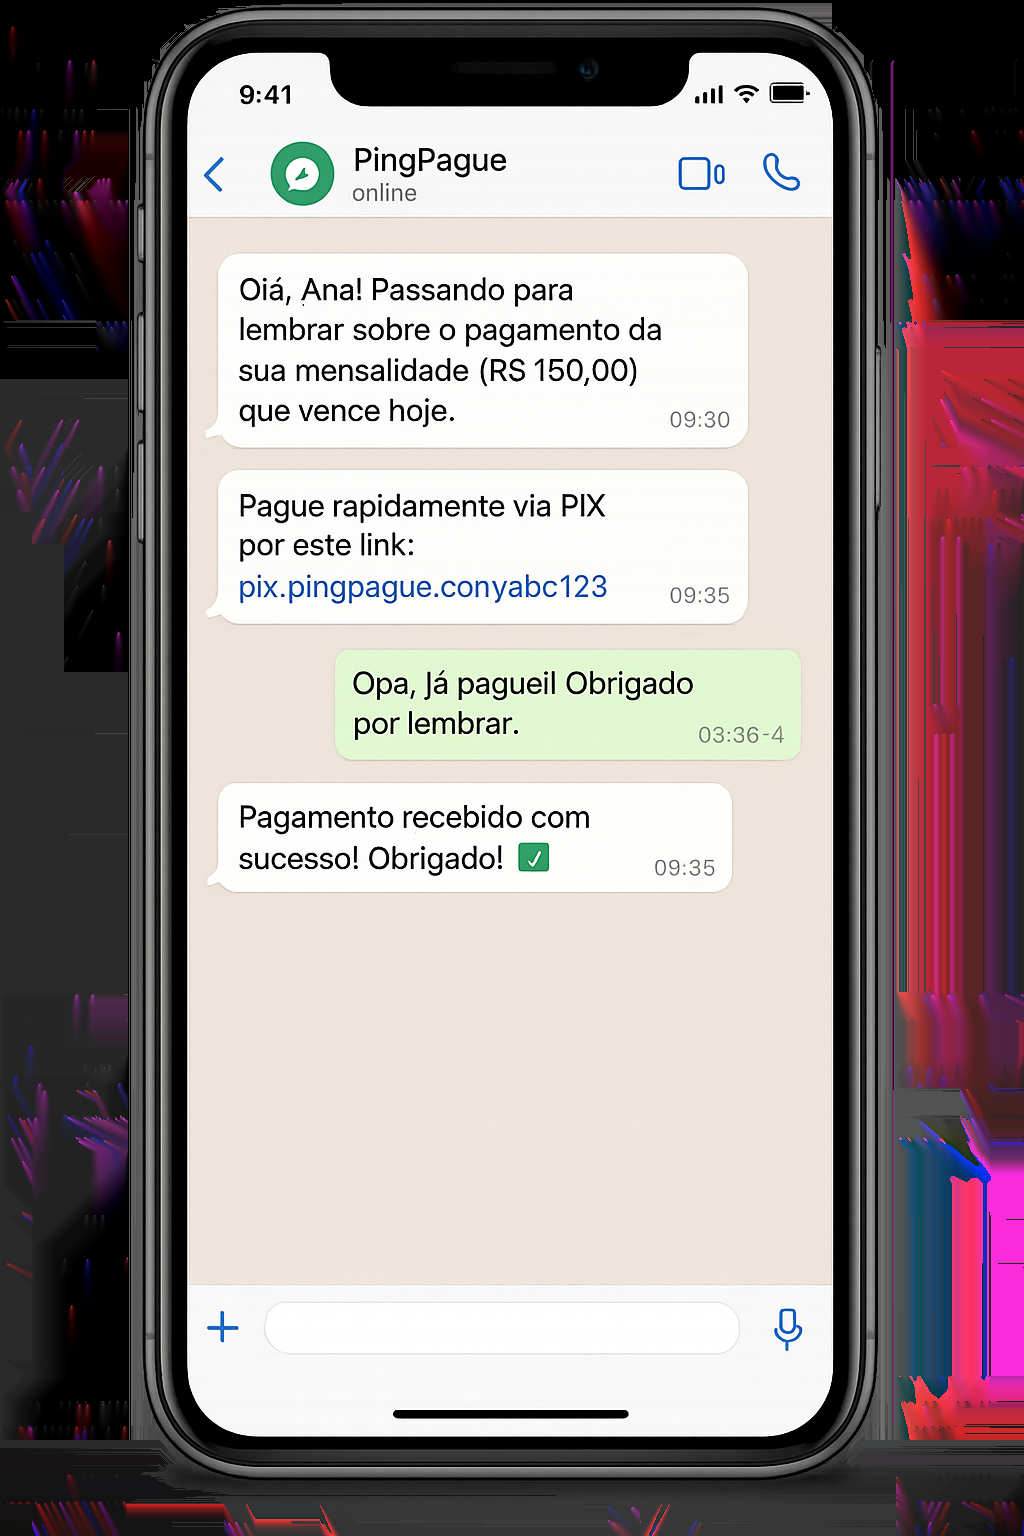 9:41
PingPague
online
Oiá, Ana! Passando para
lembrar sobre o pagamento da
sua mensalidade (RS 150,00)
que vence hoje.
09:30
Pague rapidamente via PIX
por este link:
pix.pingpague.conyabc123
09:35
Opa, Já pagueil Obrigado
por lembrar.
03:36-4
Pagamento recebido com
sucesso! Obrigado! ✅
09:35